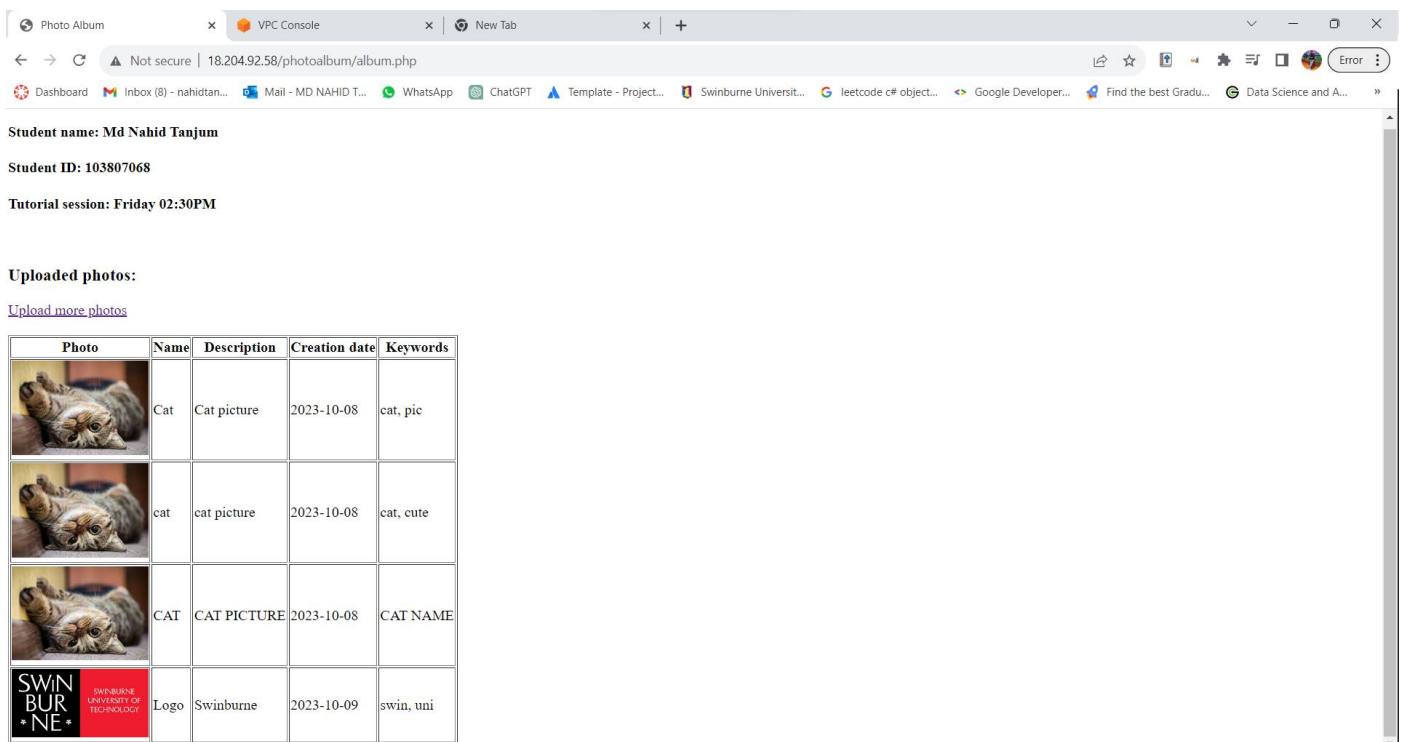 Photo Album
VPC Console
New Tab
Not secure | 18.204.92.58/photoalbum/album.php
Error
Dashboard Inbox (8) - nahidtan... Mail - MD NAHID T... WhatsApp ChatGPT Template - Project... Swinburne Universit... leetcode c# object... Google Developer... Find the best Gradu... Data Science and A... »
Student name: Md Nahid Tanjum
Student ID: 103807068
Tutorial session: Friday 02:30PM
Uploaded photos:
Upload more photos
Photo Name Description Creation date Keywords
Cat Cat picture 2023-10-08 cat, pic
cat cat picture 2023-10-08 cat, cute
CAT CAT PICTURE 2023-10-08 CAT NAME
SWIN
BUR
*NE*
SWINBURNE
UNIVERSITY OF
TECHNOLOGY
Logo Swinburne 2023-10-09 swin, uni